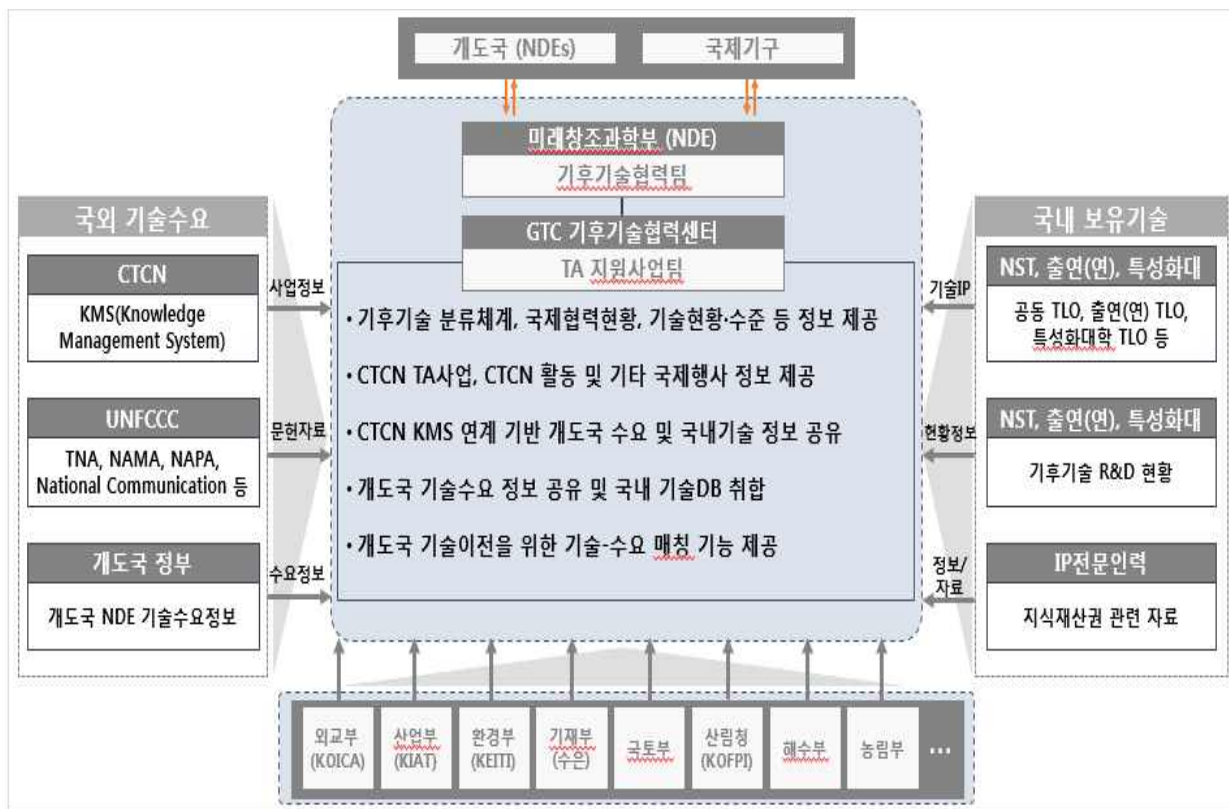 개도국 (NDEs)
국제기구
미래창조과학부 (NDE)
기후기술협력팀
GTC 기후기술협력센터
TA 지원사업팀
국외 기술수요
CTCN
KMS(Knowledge
Management System)
UNFCCC
TNA, NAMA, NAPA,
National Communication 등
개도국 정부
개도국 NDE 기술수요정보
사업정보
문헌자료
수요정보
• 기후기술 분류체계, 국제협력현황, 기술현황·수준 등 정보 제공
• CTCN TA사업, CTCN 활동 및 기타 국제행사 정보 제공
• CTCN KMS 연계 기반 개도국 수요 및 국내기술 정보 공유
• 개도국 기술수요 정보 공유 및 국내 기술DB 취합
• 개도국 기술이전을 위한 기술-수요 매칭 기능 제공
기술IP
현황정보
정보/
자료
국내 보유기술
NST, 출연(연), 특성화대
공동 TLO, 출연(연) TLO,
특성화대학 TLO 등
NST, 출연(연), 특성화대
기후기술 R&D 현황
IP전문인력
지식재산권 관련 자료
외교부
(KOICA)
산업부
(KIAT)
환경부
(KEITI)
기재부
(수은)
국토부
산림청
(KOFPI)
해수부
농림부
...